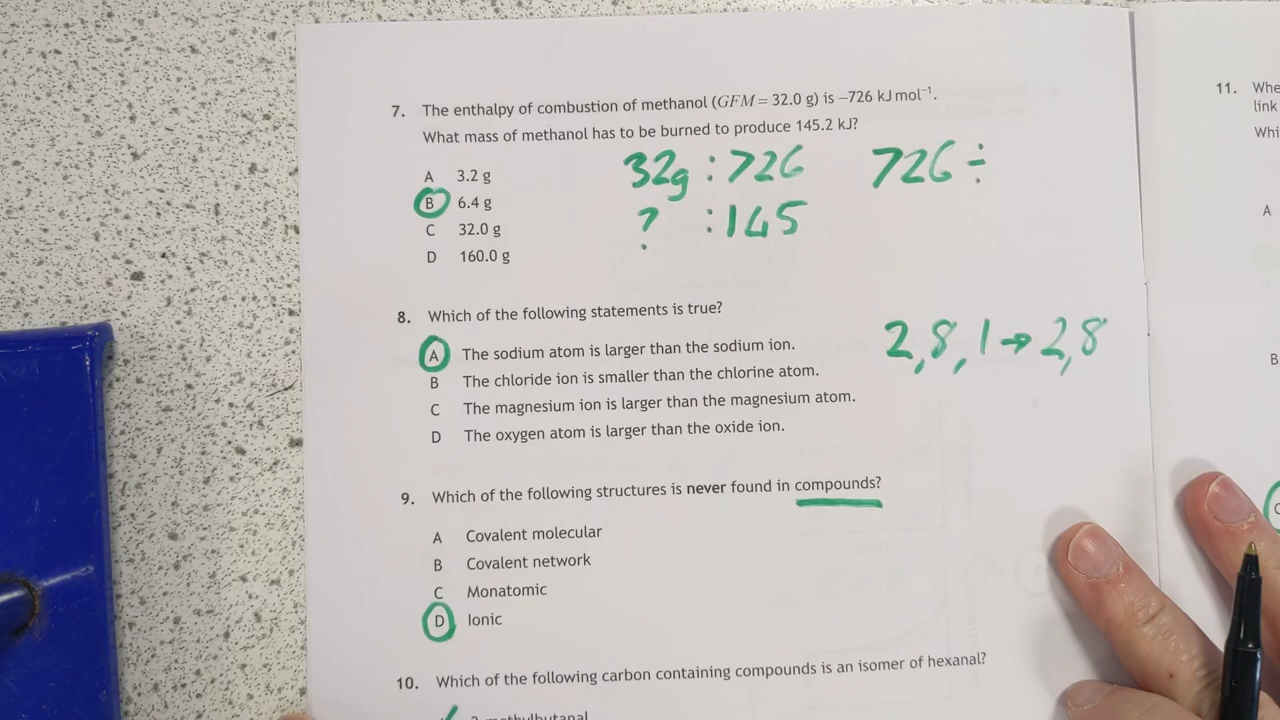 7. The enthalpy of combustion of methanol (GFM = 32.0 g) is −726 kJ mol⁻¹.
What mass of methanol has to be burned to produce 145.2 kJ?
A 3.2 g
B 6.4 g
C 32.0 g
D 160.0 g
32g : 726
? : 145
726 ÷
8. Which of the following statements is true?
A The sodium atom is larger than the sodium ion.
B The chloride ion is smaller than the chlorine atom.
C The magnesium ion is larger than the magnesium atom.
D The oxygen atom is larger than the oxide ion.
2,8,1 → 2,8
9. Which of the following structures is never found in compounds?
A Covalent molecular
B Covalent network
C Monatomic
D Ionic
10. Which of the following carbon containing compounds is an isomer of hexanal?
11. Whe
link
Whi
A
B